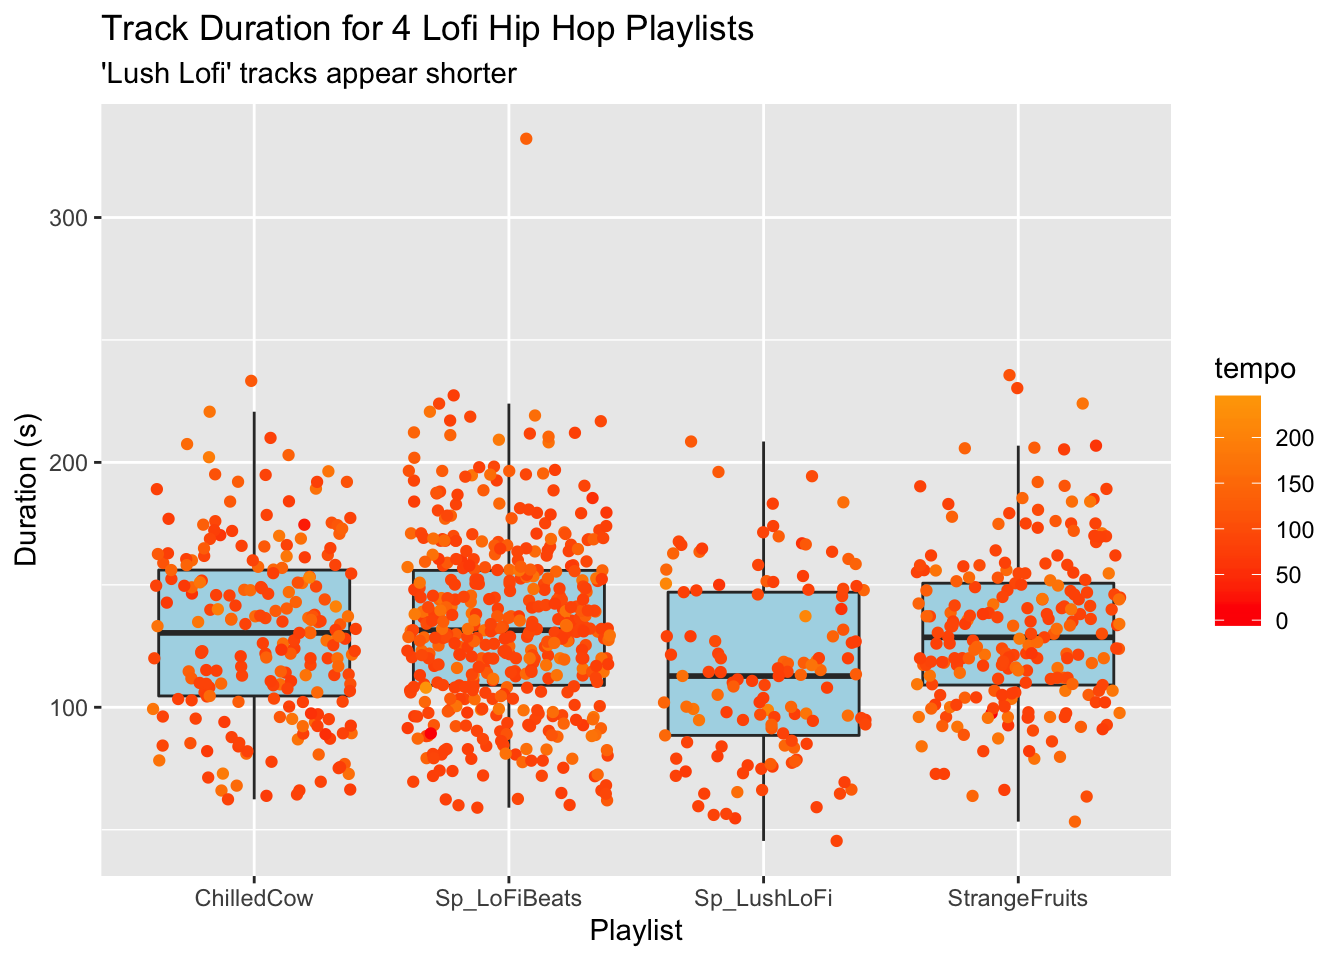 Track Duration for 4 Lofi Hip Hop Playlists
'Lush Lofi' tracks appear shorter
Duration (s)
300
200
100
ChilledCow
Sp_LoFiBeats
Sp_LushLoFi
StrangeFruits
Playlist
tempo
200
150
100
50
0